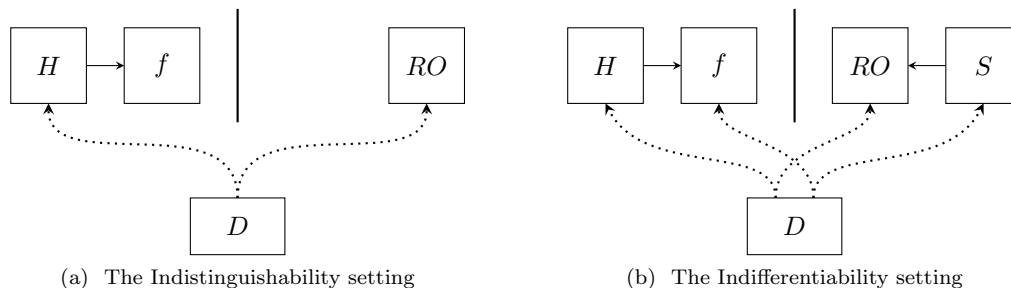 H f RO H f RO S
D D
(a) The Indistinguishability setting (b) The Indifferentiability setting